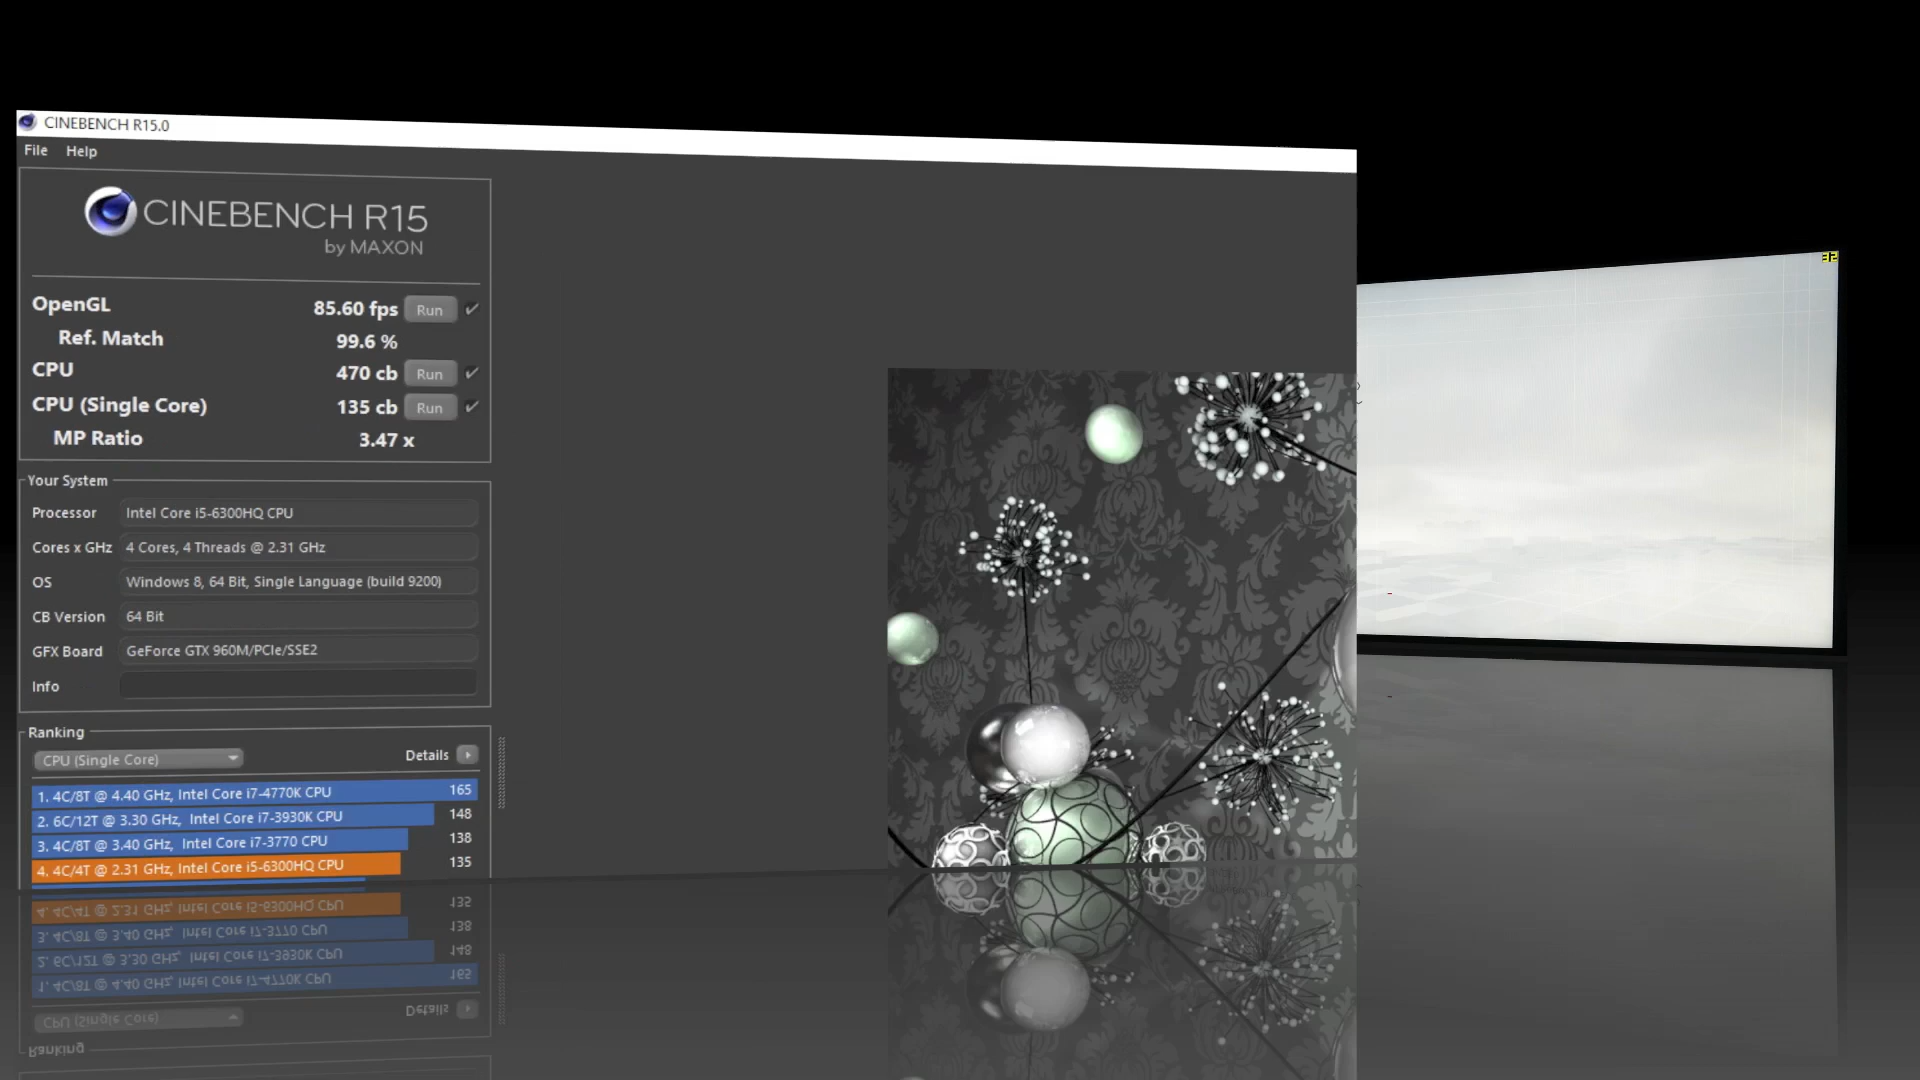 CINEBENCH R15.0
File Help
CINEBENCH R15
by MAXON
OpenGL 85.60 fps Run
Ref. Match 99.6 %
CPU 470 cb Run
CPU (Single Core) 135 cb Run
MP Ratio 3.47 x
Your System
Processor Intel Core i5-6300HQ CPU
Cores x GHz 4 Cores, 4 Threads @ 2.31 GHz
OS Windows 8, 64 Bit, Single Language (build 9200)
CB Version 64 Bit
GFX Board GeForce GTX 960M/PCIe/SSE2
Info
Ranking
CPU (Single Core) Details
1. 4C/8T @ 4.40 GHz, Intel Core i7-4770K CPU 165
2. 6C/12T @ 3.30 GHz, Intel Core i7-3930K CPU 148
3. 4C/8T @ 3.40 GHz, Intel Core i7-3770 CPU 138
4. 4C/4T @ 2.31 GHz, Intel Core i5-6300HQ CPU 135